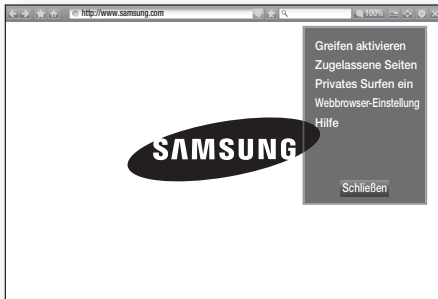 http://www.samsung.com
100%
Greifen aktivieren
Zugelassene Seiten
Privates Surfen ein
Webbrowser-Einstellung
Hilfe
SAMSUNG
Schließen